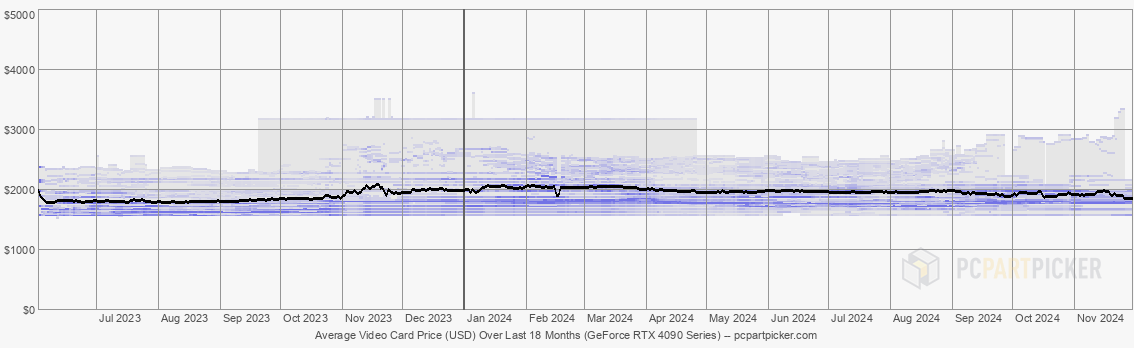 $5000
$4000
$3000
$2000
$1000
$0
Jul 2023 Aug 2023 Sep 2023 Oct 2023 Nov 2023 Dec 2023 Jan 2024 Feb 2024 Mar 2024 Apr 2024 May 2024 Jun 2024 Jul 2024 Aug 2024 Sep 2024 Oct 2024 Nov 2024
Average Video Card Price (USD) Over Last 18 Months (GeForce RTX 4090 Series) -- pcpartpicker.com
PCPARTPICKER